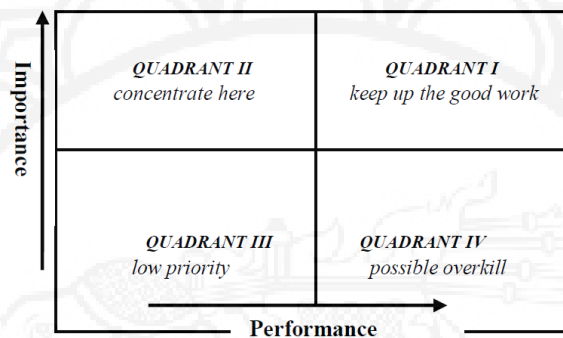 QUADRANT II
concentrate here
QUADRANT I
keep up the good work
Importance
QUADRANT III
low priority
QUADRANT IV
possible overkill
Performance